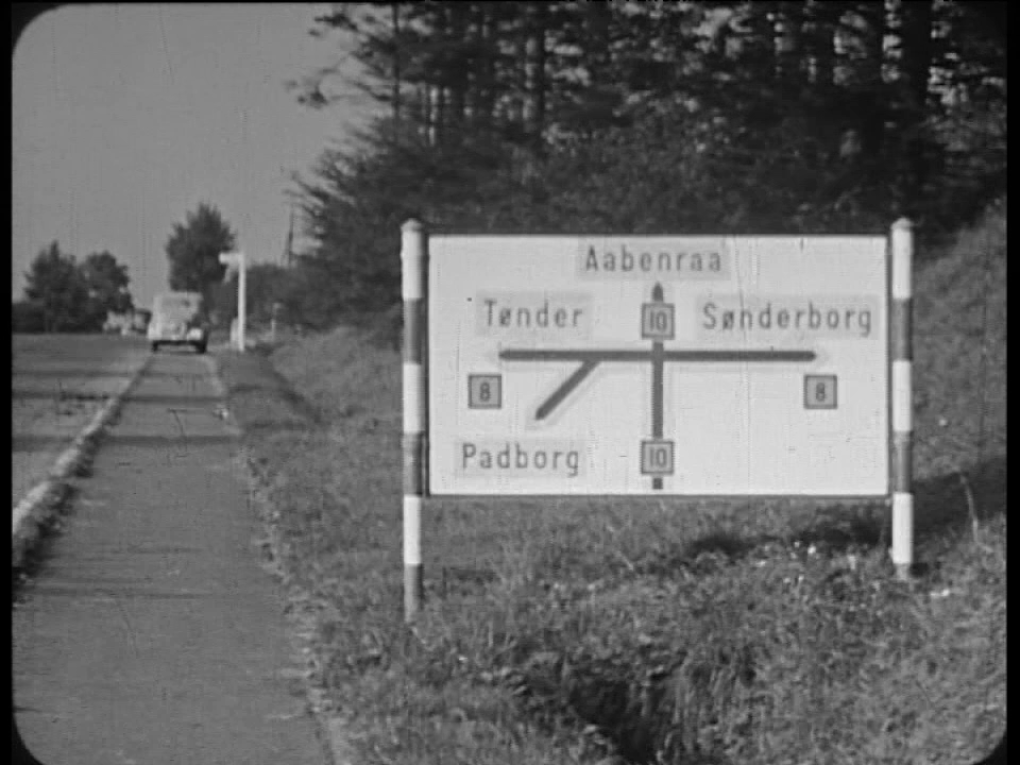 Aabenraa
Tønder 10 Sønderborg
8 8
Padborg 10